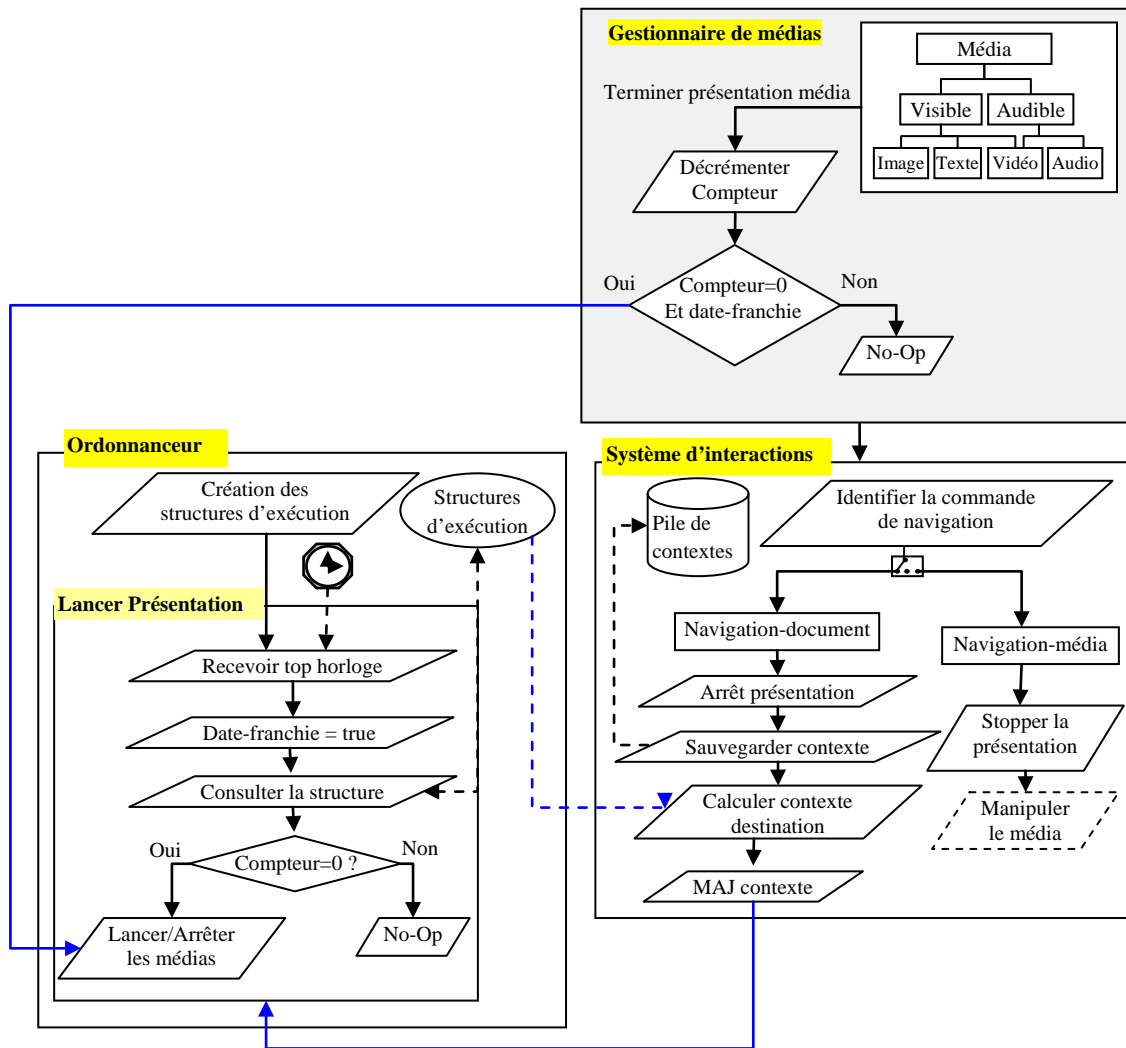 Gestionnaire de médias
Média
Terminer présentation média
Visible
Audible
Image
Texte
Vidéo
Audio
Décrémenter
Compteur
Oui
Compteur=0
Et date-franchie
Non
No-Op
Ordonnanceur
Création des
structures d'exécution
Structures
d'exécution
Lancer Présentation
Recevoir top horloge
Date-franchie = true
Consulter la structure
Oui
Compteur=0 ?
Non
Lancer/Arrêter
les médias
No-Op
Système d'interactions
Pile de
contextes
Identifier la commande
de navigation
Navigation-document
Navigation-média
Arrêt présentation
Sauvegarder contexte
Stopper la
présentation
Calculer contexte
destination
Manipuler
le média
MAJ contexte